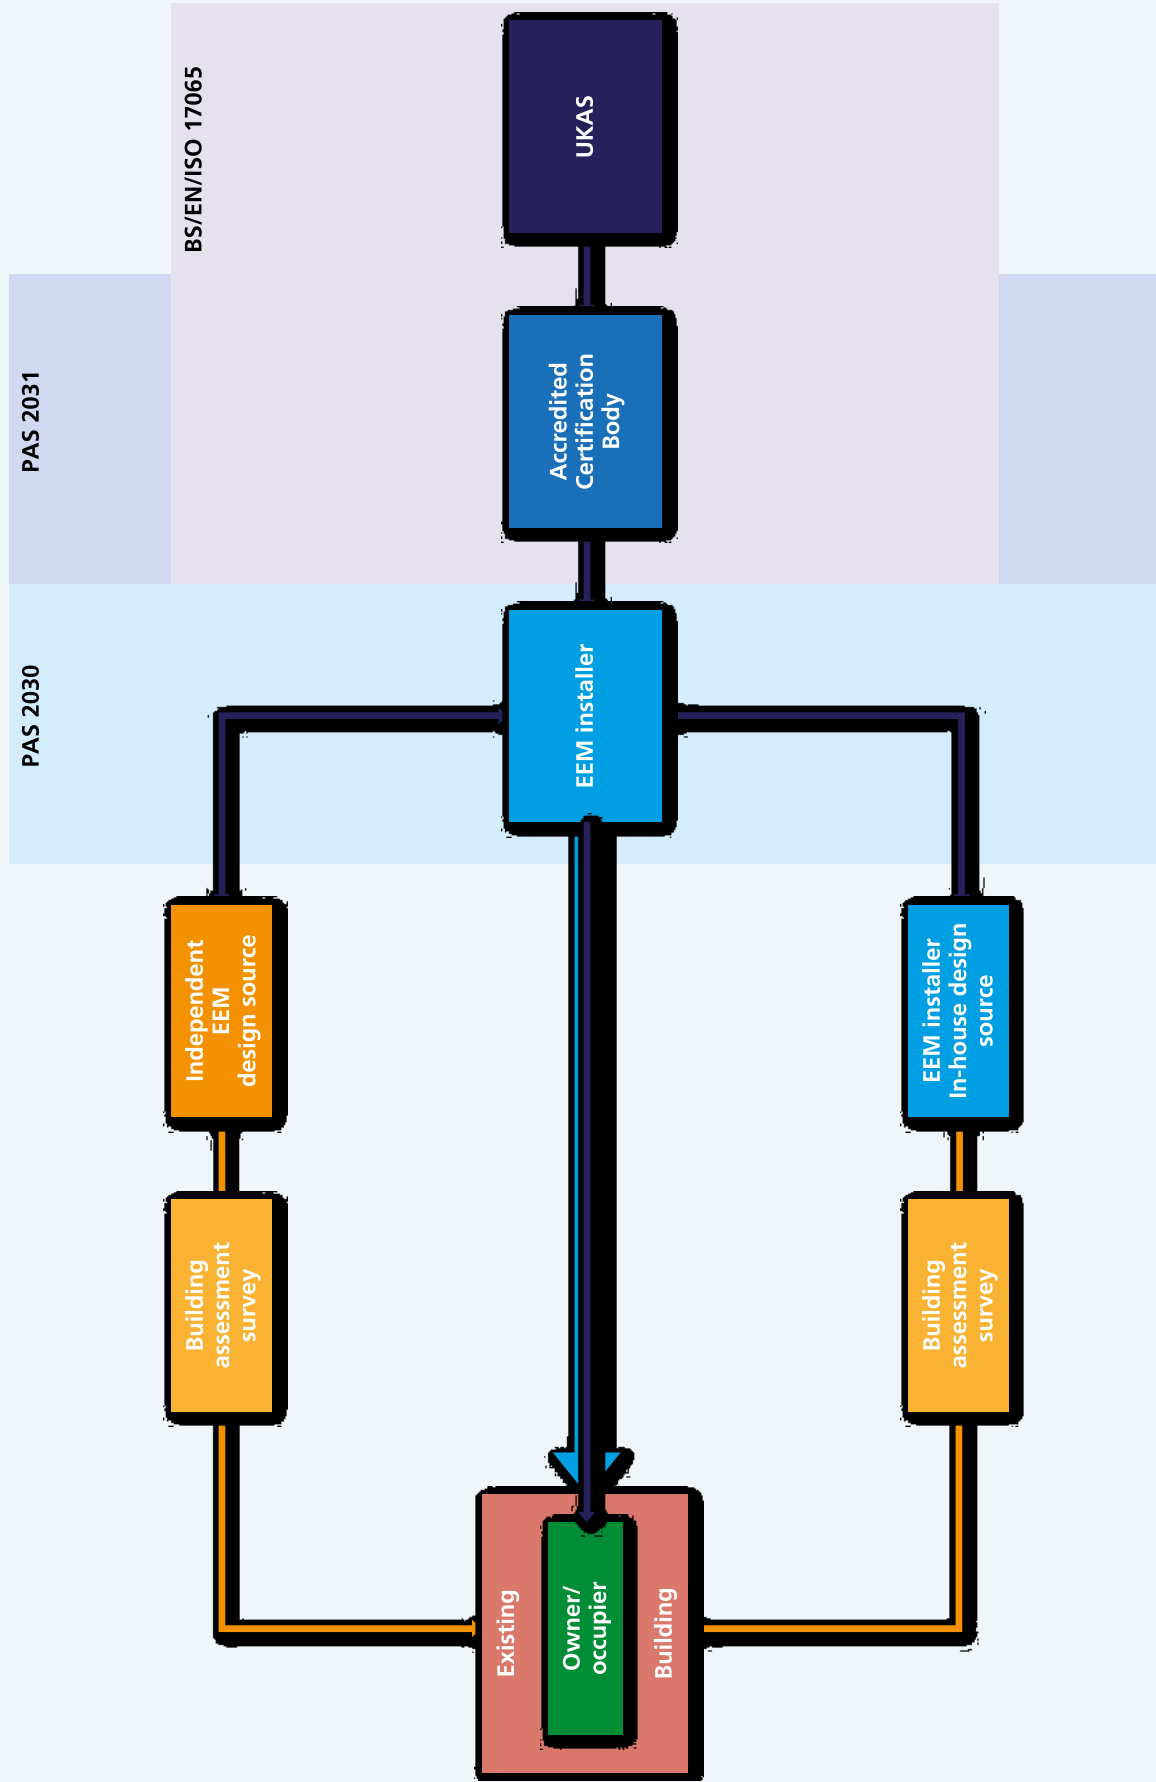 BS/EN/ISO 17065
UKAS
PAS 2031
Accredited
Certification
Body
PAS 2030
EEM installer
Independent
EEM
design source
EEM installer
In-house design
source
Building
assessment
survey
Building
assessment
survey
Existing
Owner/
occupier
Building